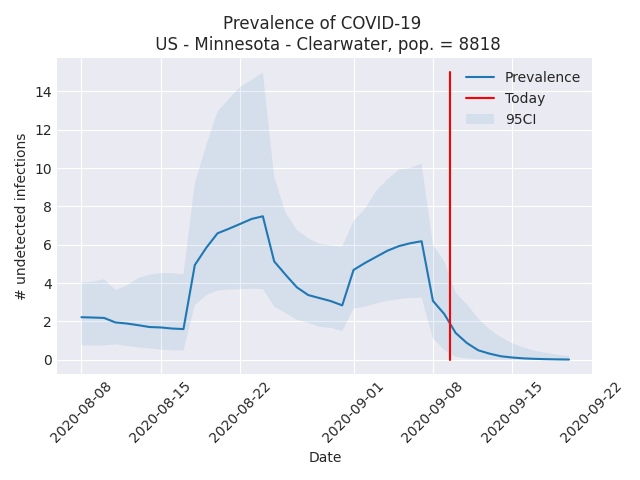 Prevalence of COVID-19
US - Minnesota - Clearwater, pop. = 8818
Prevalence
Today
95CI
14
12
10
8
6
4
2
0
# undetected infections
2020-08-08
2020-08-15
2020-08-22
2020-09-01
2020-09-08
2020-09-15
2020-09-22
Date